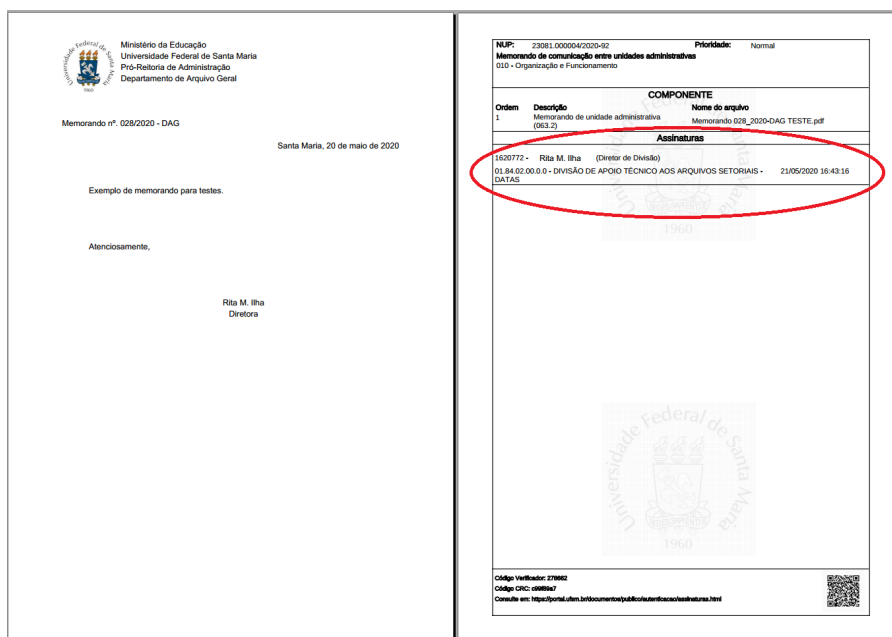 Ministério da Educação
Universidade Federal de Santa Maria
Pró-Reitoria de Administração
Departamento de Arquivo Geral
Memorando nº. 028/2020 - DAG
Santa Maria, 20 de maio de 2020
Exemplo de memorando para testes.
Atenciosamente,
Rita M. Ilha
Diretora
NUP: 23081.000004/2020-92 Prioridade: Normal
Memorando de comunicação entre unidades administrativas
010 - Organização e Funcionamento
COMPONENTE
Ordem Descrição Nome do arquivo
1 Memorando de unidade administrativa (063.2) Memorando 028_2020-DAG TESTE.pdf
Assinaturas
1620772 - Rita M. Ilha (Diretor de Divisão)
01.84.02.00.0.0 - DIVISÃO DE APOIO TÉCNICO AOS ARQUIVOS SETORIAIS - 21/05/2020 16:43:16
DATAS
1960
Universidade Federal de Santa Maria
1960
Código Verificador: 276662
Código CRC:
Consulte em: https://portal.ufsm.br/documentos/publico/autenticacao/assinaturas.html